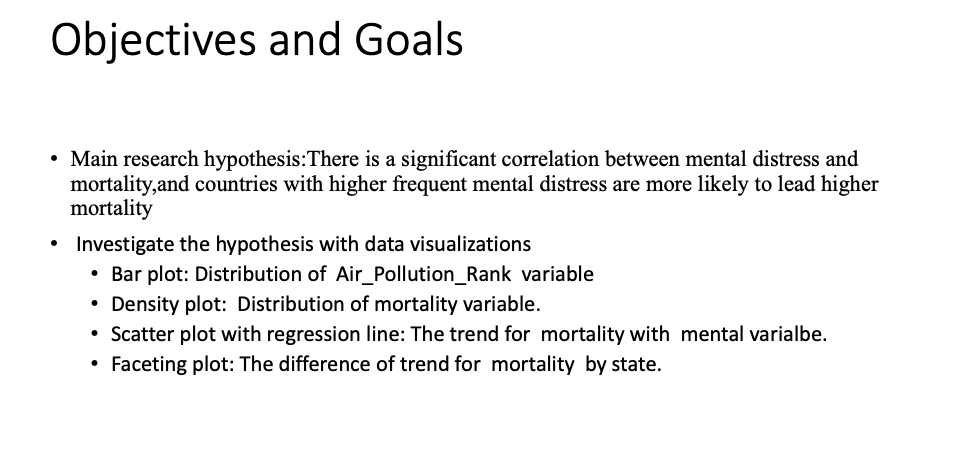 Objectives and Goals
• Main research hypothesis:There is a significant correlation between mental distress and
mortality,and countries with higher frequent mental distress are more likely to lead higher
mortality
• Investigate the hypothesis with data visualizations
• Bar plot: Distribution of Air_Pollution_Rank variable
• Density plot: Distribution of mortality variable.
• Scatter plot with regression line: The trend for mortality with mental varialbe.
• Faceting plot: The difference of trend for mortality by state.